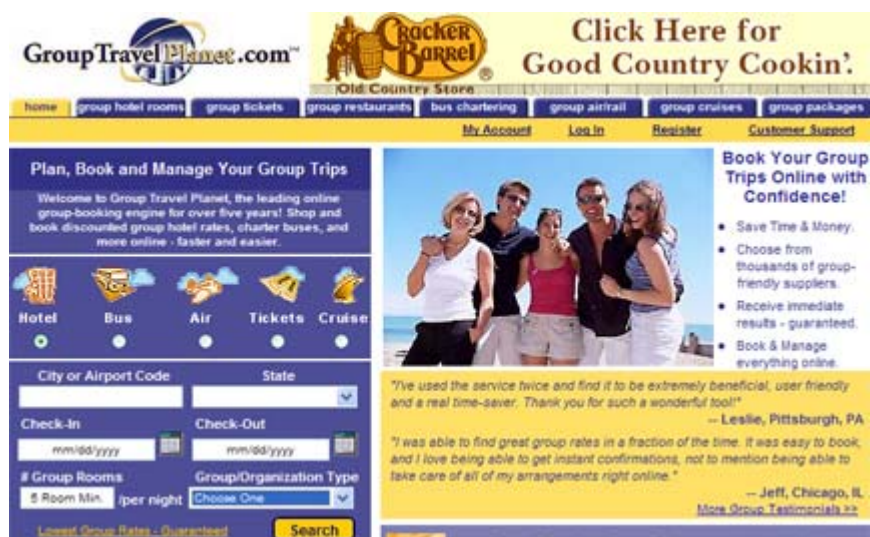 GroupTravelPlanet.com™
Cracker
Barrel®
Old Country Store
Click Here for
Good Country Cookin'.
home group hotel rooms group tickets group restaurants bus chartering group air/rail group cruises group packages
My Account Log In Register Customer Support
Plan, Book and Manage Your Group Trips
Welcome to Group Travel Planet, the leading online
group-booking engine for over five years! Shop and
book discounted group hotel rates, charter buses, and
more online - faster and easier.
Hotel Bus Air Tickets Cruise
City or Airport Code State
Check-In Check-Out
mm/dd/yyyy mm/dd/yyyy
# Group Rooms Group/Organization Type
5 Room Min. /per night Choose One
Lowest Group Rates - Guaranteed Search
Book Your Group
Trips Online with
Confidence!
• Save Time & Money.
• Choose from
thousands of group-
friendly suppliers.
• Receive immediate
results - guaranteed.
• Book & Manage
everything online.
"I've used the service twice and find it to be extremely beneficial, user friendly
and a real time-saver. Thank you for such a wonderful tool!"
-- Leslie, Pittsburgh, PA
"I was able to find great group rates in a fraction of the time. It was easy to book,
and I love being able to get instant confirmations, not to mention being able to
take care of all of my arrangements right online."
-- Jeff, Chicago, IL
More Group Testimonials >>